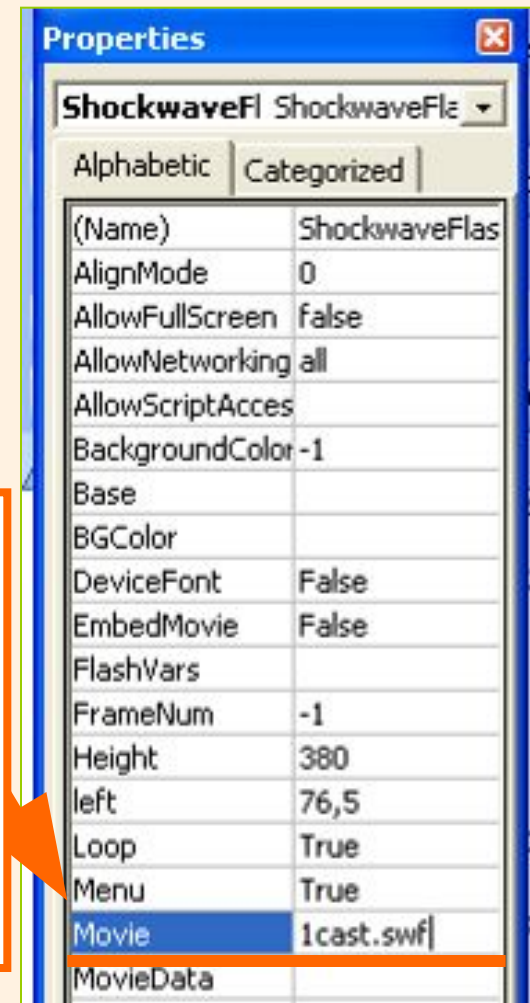 Properties
ShockwaveFl ShockwaveFla
Alphabetic Categorized
(Name) ShockwaveFlas
AlignMode 0
AllowFullScreen false
AllowNetworking all
AllowScriptAcces
BackgroundColor -1
Base
BGColor
DeviceFont False
EmbedMovie False
FlashVars
FrameNum -1
Height 380
left 76,5
Loop True
Menu True
Movie 1cast.swf
MovieData